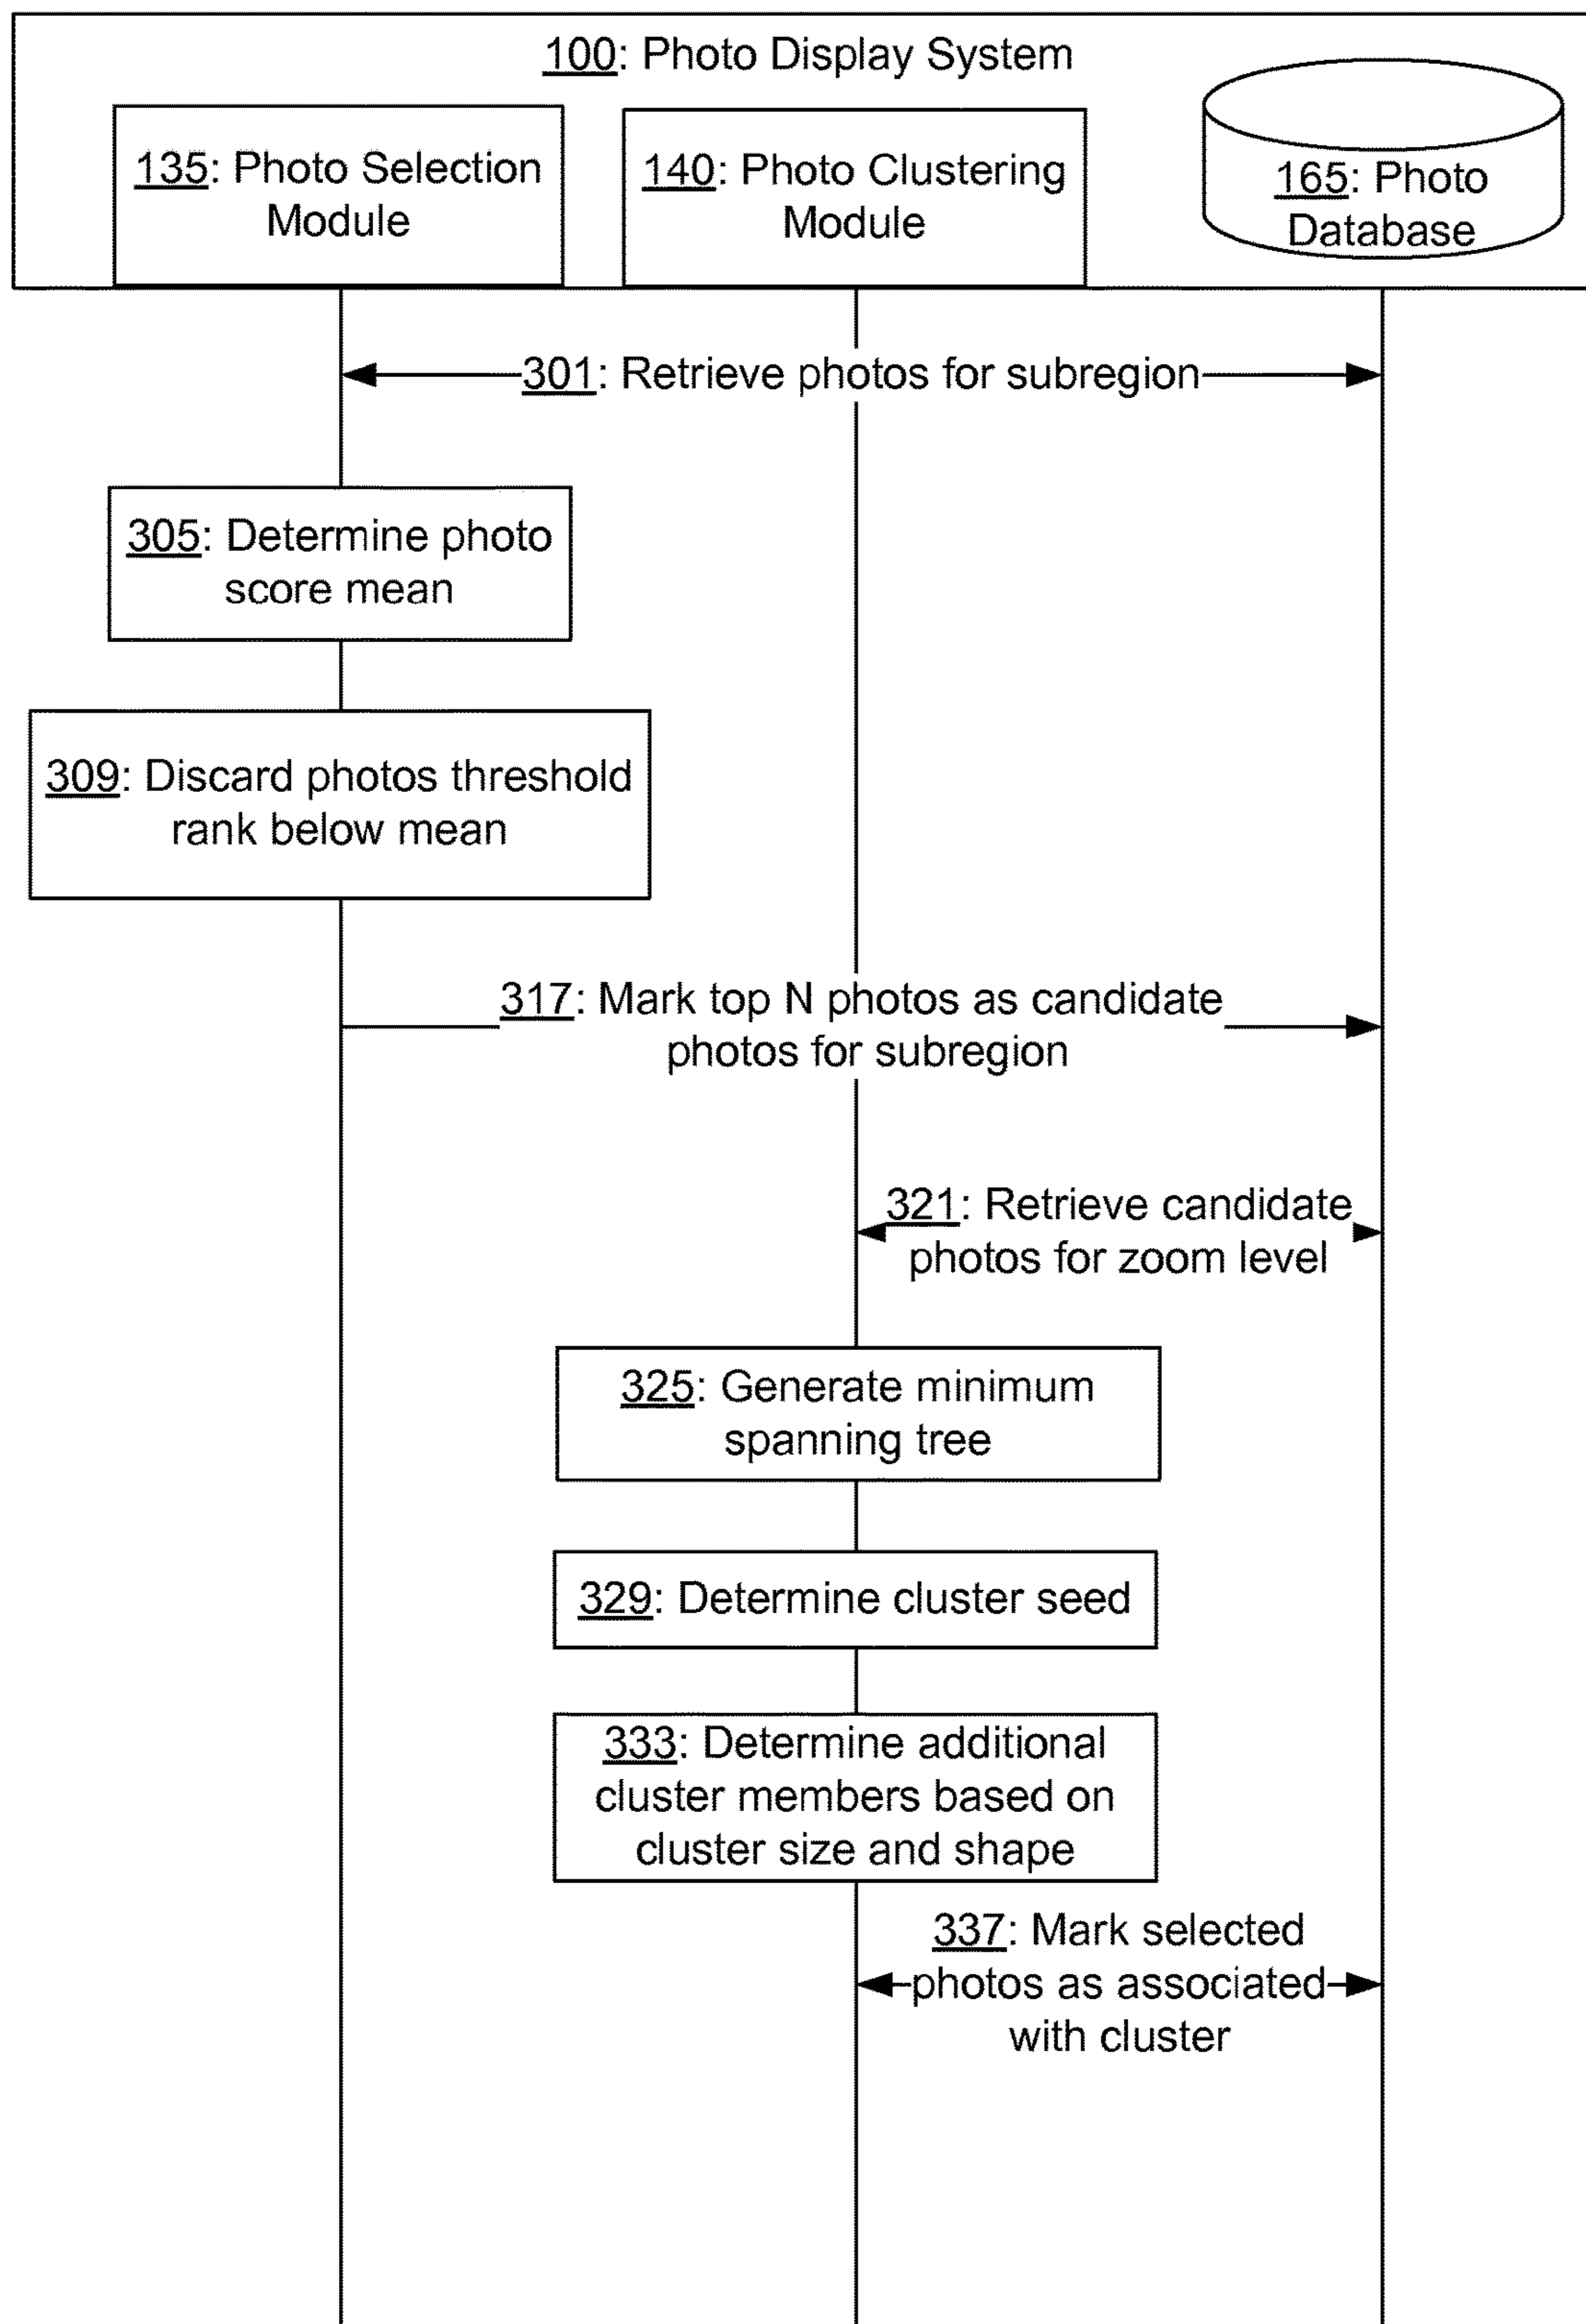 100: Photo Display System
135: Photo Selection
Module
140: Photo Clustering
Module
165: Photo
Database
301: Retrieve photos for subregion
305: Determine photo
score mean
309: Discard photos threshold
rank below mean
317: Mark top N photos as candidate
photos for subregion
321: Retrieve candidate
photos for zoom level
325: Generate minimum
spanning tree
329: Determine cluster seed
333: Determine additional
cluster members based on
cluster size and shape
337: Mark selected
photos as associated
with cluster